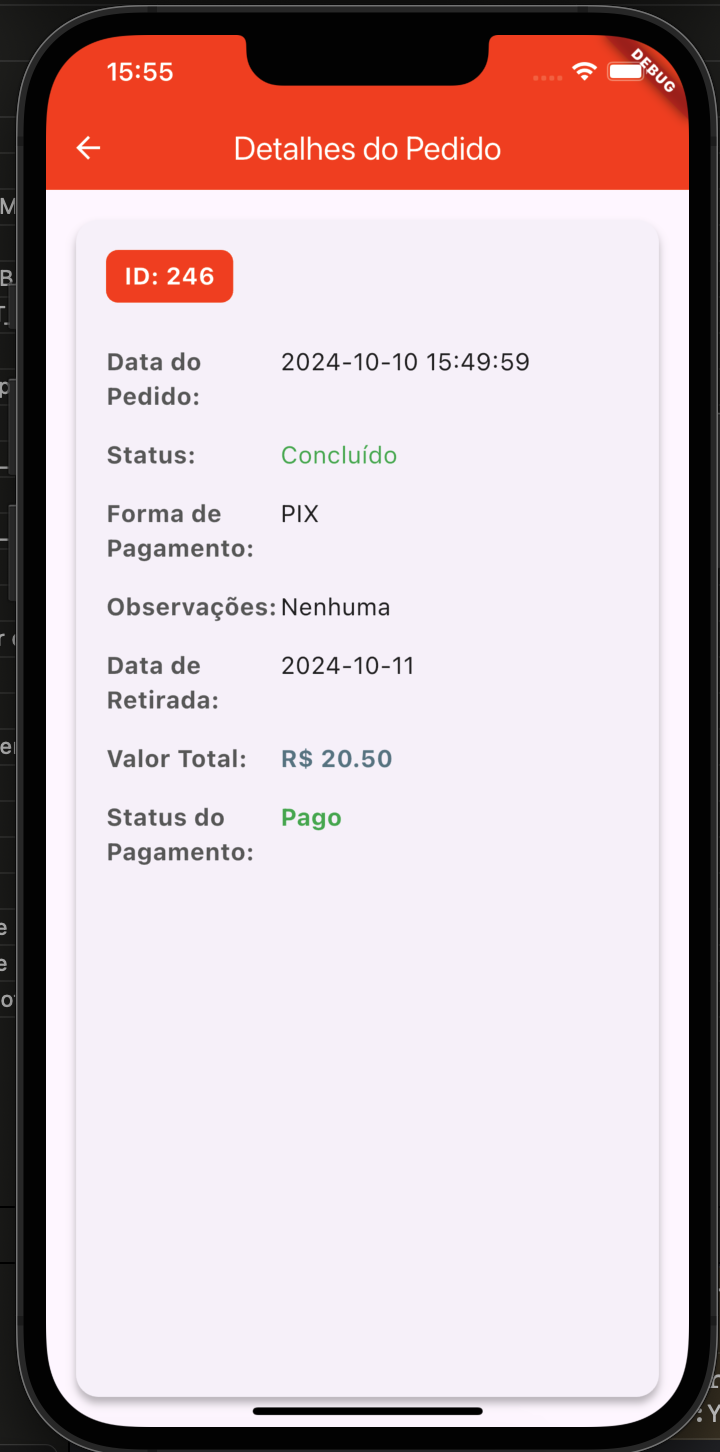 15:55
DEBUG
Detalhes do Pedido
ID: 246
Data do 2024-10-10 15:49:59
Pedido:
Status: Concluído
Forma de PIX
Pagamento:
Observações: Nenhuma
Data de 2024-10-11
Retirada:
Valor Total: R$ 20.50
Status do Pago
Pagamento: